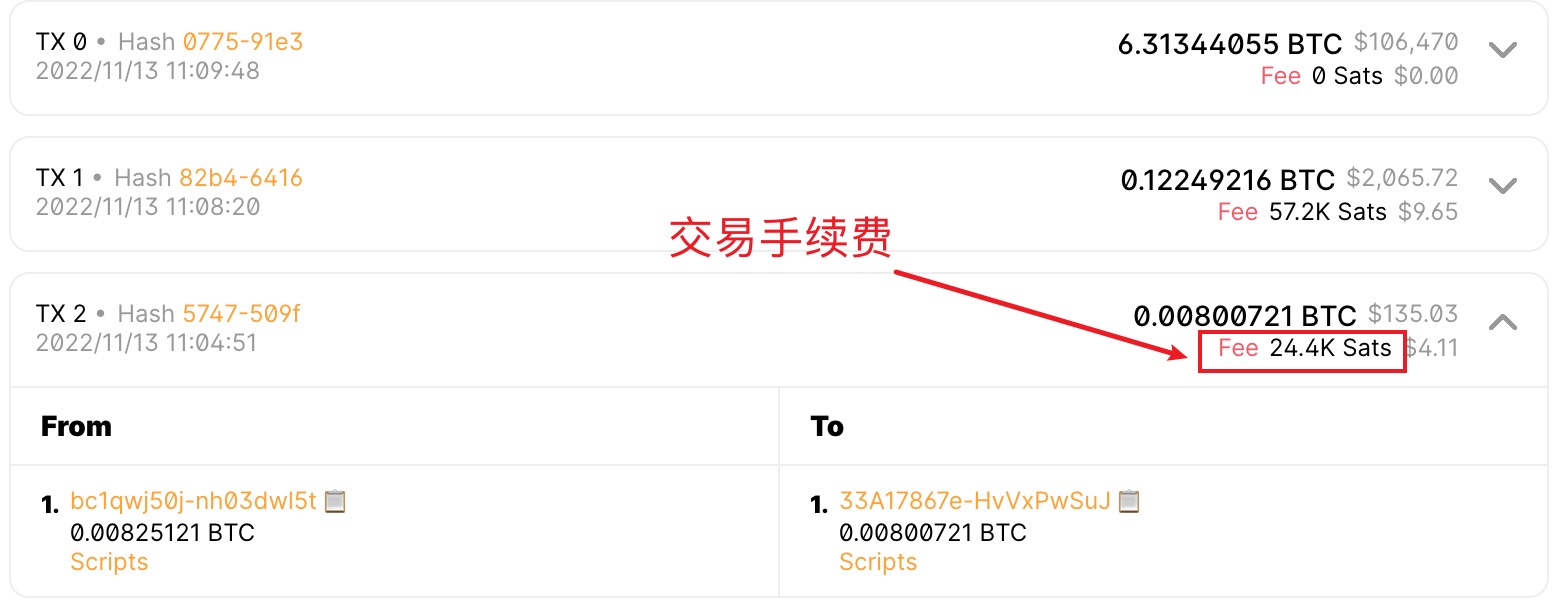 TX 0 • Hash 0775-91e3
6.31344055 BTC $106,470
2022/11/13 11:09:48
Fee 0 Sats $0.00
TX 1 • Hash 82b4-6416
0.12249216 BTC $2,065.72
2022/11/13 11:08:20
Fee 57.2K Sats $9.65
交易手续费
TX 2 • Hash 5747-509f
0.00800721 BTC $135.03
2022/11/13 11:04:51
Fee 24.4K Sats $4.11
From
To
1. bc1qwj50j-nh03dwl5t
0.00825121 BTC
Scripts
1. 33A17867e-HvVxPwSuJ
0.00800721 BTC
Scripts